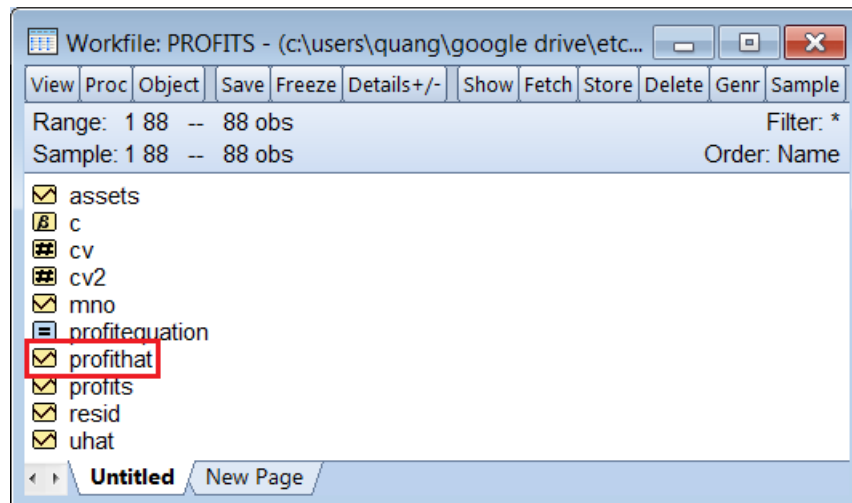 Workfile: PROFITS - (c:\users\quang\google drive\etc...
View Proc Object Save Freeze Details+/- Show Fetch Store Delete Genr Sample
Range: 1 88 -- 88 obs Filter: *
Sample: 1 88 -- 88 obs Order: Name
assets
β c
cv
cv2
mno
profitequation
profithat
profits
resid
uhat
Untitled New Page